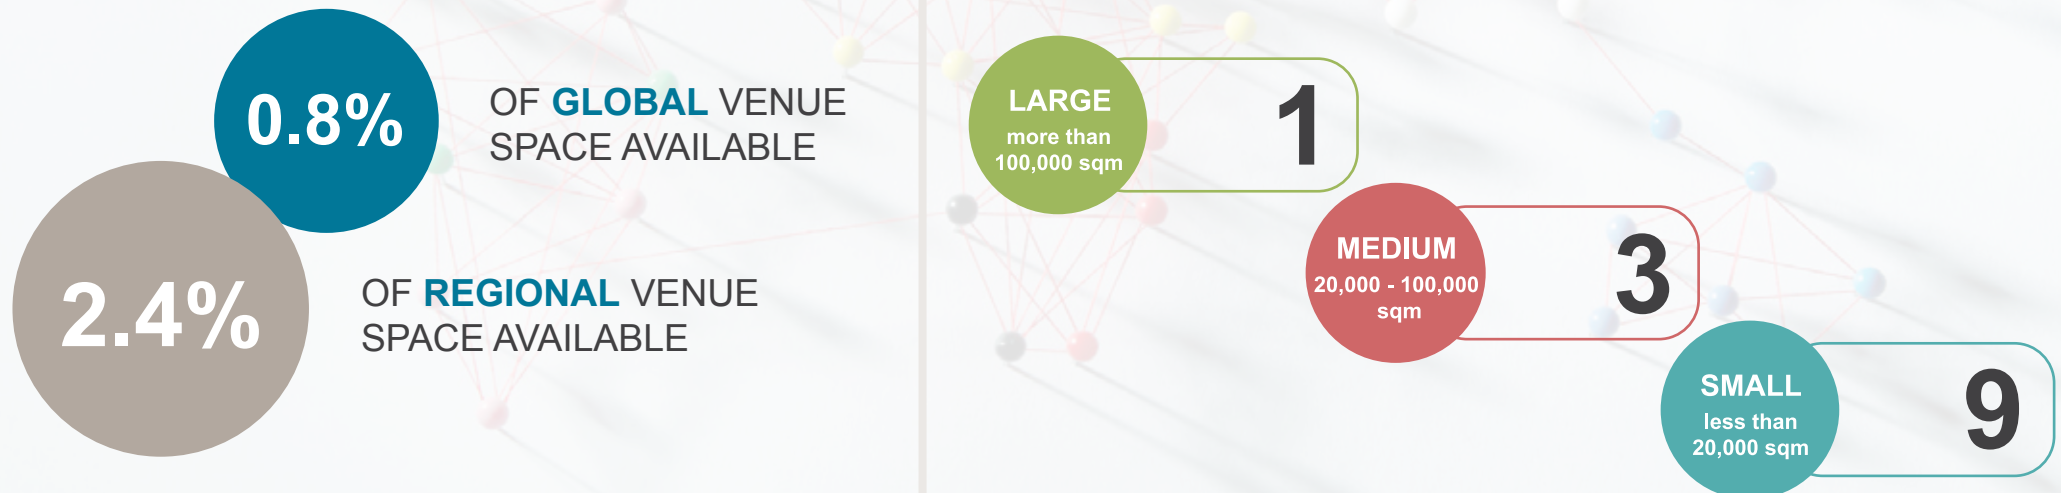 0.8%
OF GLOBAL VENUE
SPACE AVAILABLE
2.4%
OF REGIONAL VENUE
SPACE AVAILABLE
LARGE
more than
100,000 sqm
1
MEDIUM
20,000 - 100,000
sqm
3
SMALL
less than
20,000 sqm
9